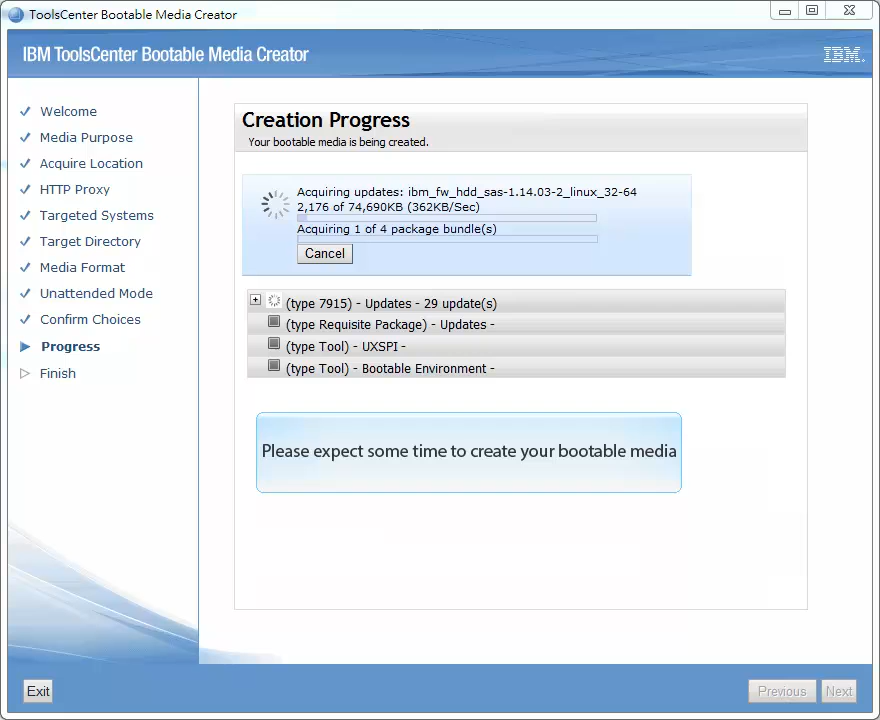 ToolsCenter Bootable Media Creator
IBM ToolsCenter Bootable Media Creator
IBM.
Welcome
Media Purpose
Acquire Location
HTTP Proxy
Targeted Systems
Target Directory
Media Format
Unattended Mode
Confirm Choices
Progress
Finish
Creation Progress
Your bootable media is being created.
Acquiring updates: ibm_fw_hdd_sas-1.14.03-2_linux_32-64
2,176 of 74,690KB (362KB/Sec)
Acquiring 1 of 4 package bundle(s)
Cancel
(type 7915) - Updates - 29 update(s)
(type Requisite Package) - Updates -
(type Tool) - UXSPI -
(type Tool) - Bootable Environment -
Please expect some time to create your bootable media
Exit
Previous
Next